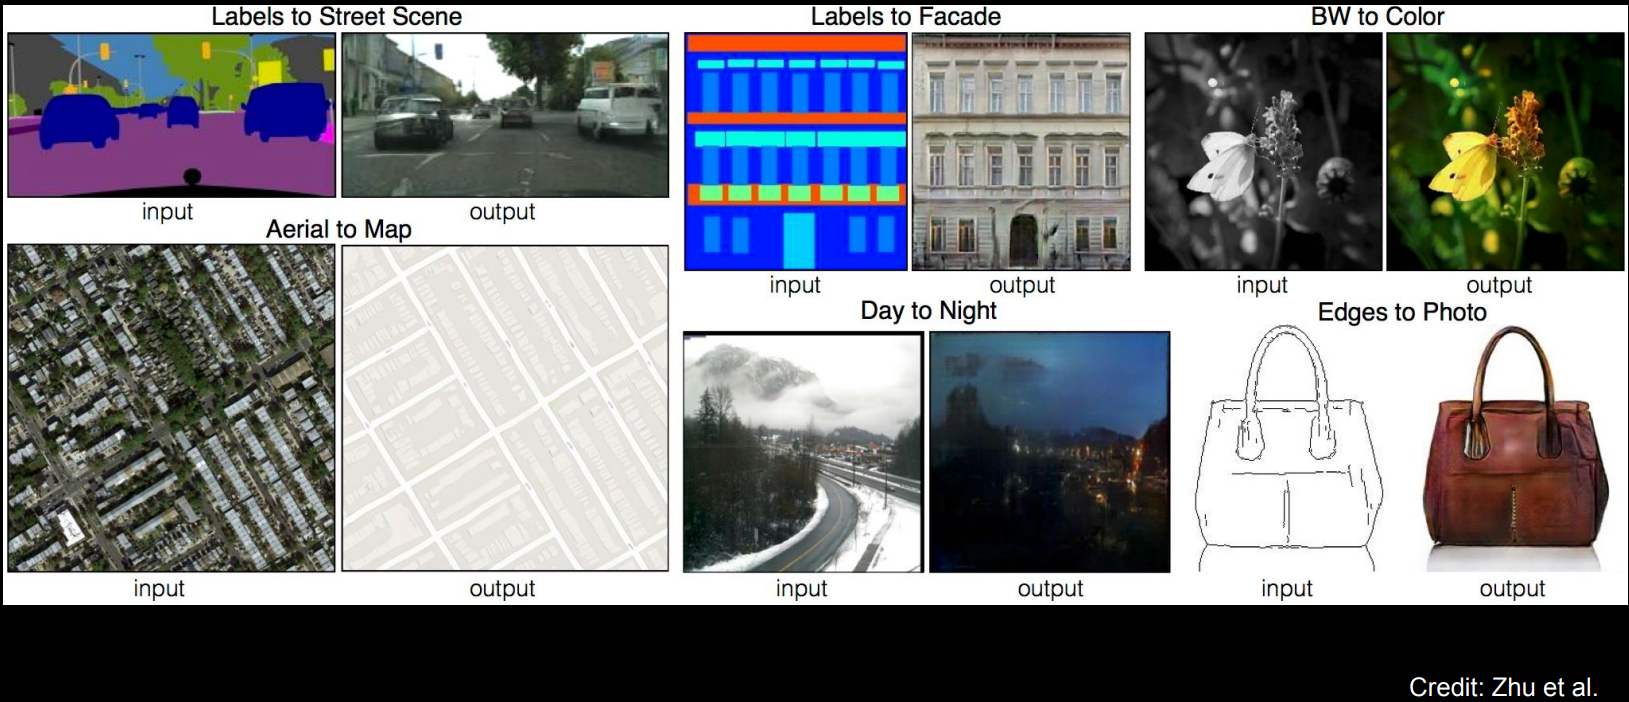 Labels to Street Scene
input
output
Aerial to Map
input
output
Labels to Facade
input
output
Day to Night
input
output
BW to Color
input
output
Edges to Photo
input
output
Credit: Zhu et al.